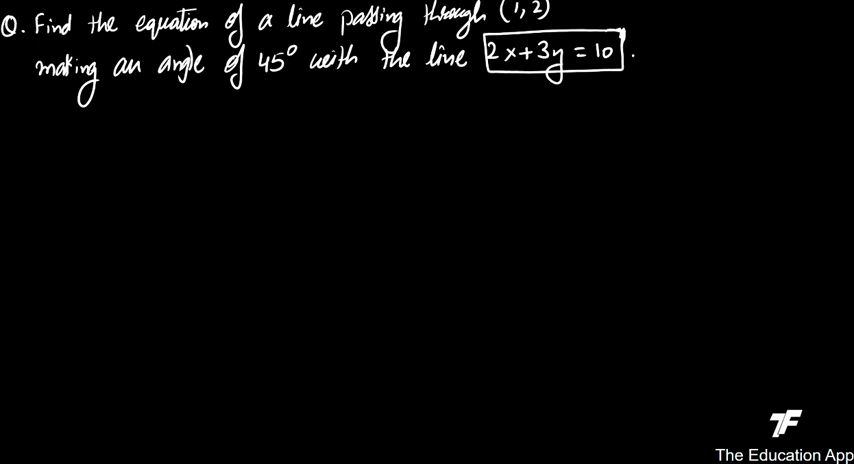 Q. Find the equation of a line passing through (1, 2)
making an angle of 45° with the line 2x+3y = 10.
TF
The Education App